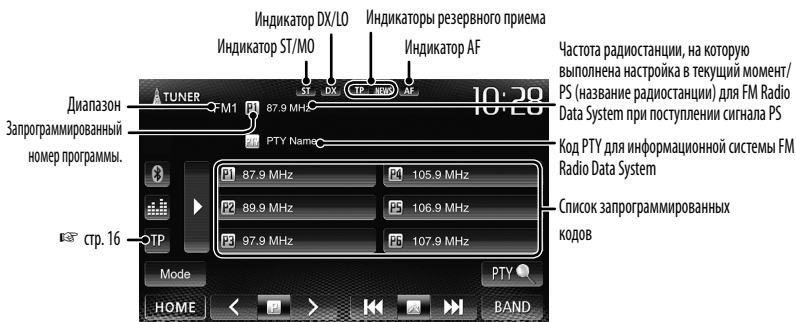 Индикатор DX/LO
Индикаторы резервного приема
Индикатор ST/MO
Индикатор AF
Диапазон
Запрограммированный
номер программы.
Частота радиостанции, на которую
выполнена настройка в текущий момент/
PS (название радиостанции) для FM Radio
Data System при поступлении сигнала PS
Код PTY для информационной системы FM
Radio Data System
Список запрограммированных
кодов
☞ стр. 16
TUNER
ST DX TP NEWS AF
10:28
FM1 P1 87.9 MHz
PTY PTY Name
P1 87.9 MHz
P4 105.9 MHz
P2 89.9 MHz
P5 106.9 MHz
P3 97.9 MHz
P6 107.9 MHz
TP
Mode
PTY
HOME
P
BAND